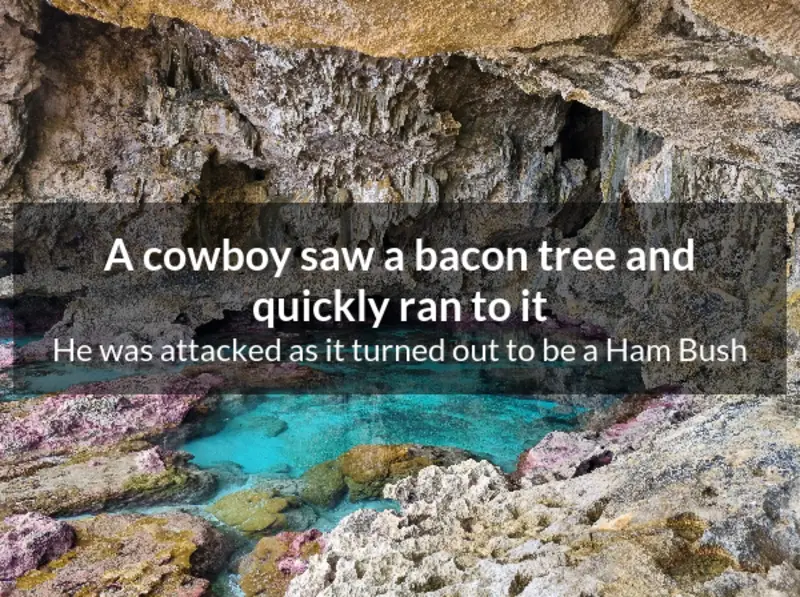 A cowboy saw a bacon tree and
quickly ran to it
He was attacked as it turned out to be a Ham Bush